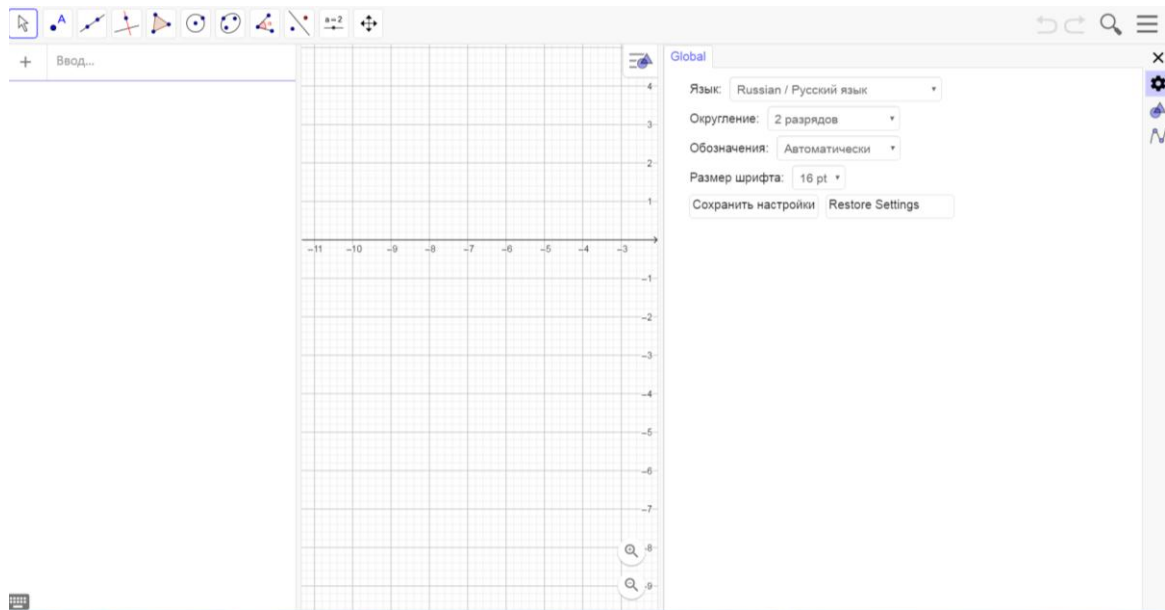 A
a=2
+ Ввод...
Global
Язык: Russian / Русский язык
Округление: 2 разрядов
Обозначения: Автоматически
Размер шрифта: 16 pt
Сохранить настройки Restore Settings
4
3
2
1
-11 -10 -9 -8 -7 -6 -5 -4 -3
-1
-2
-3
-4
-5
-6
-7
-8
-9